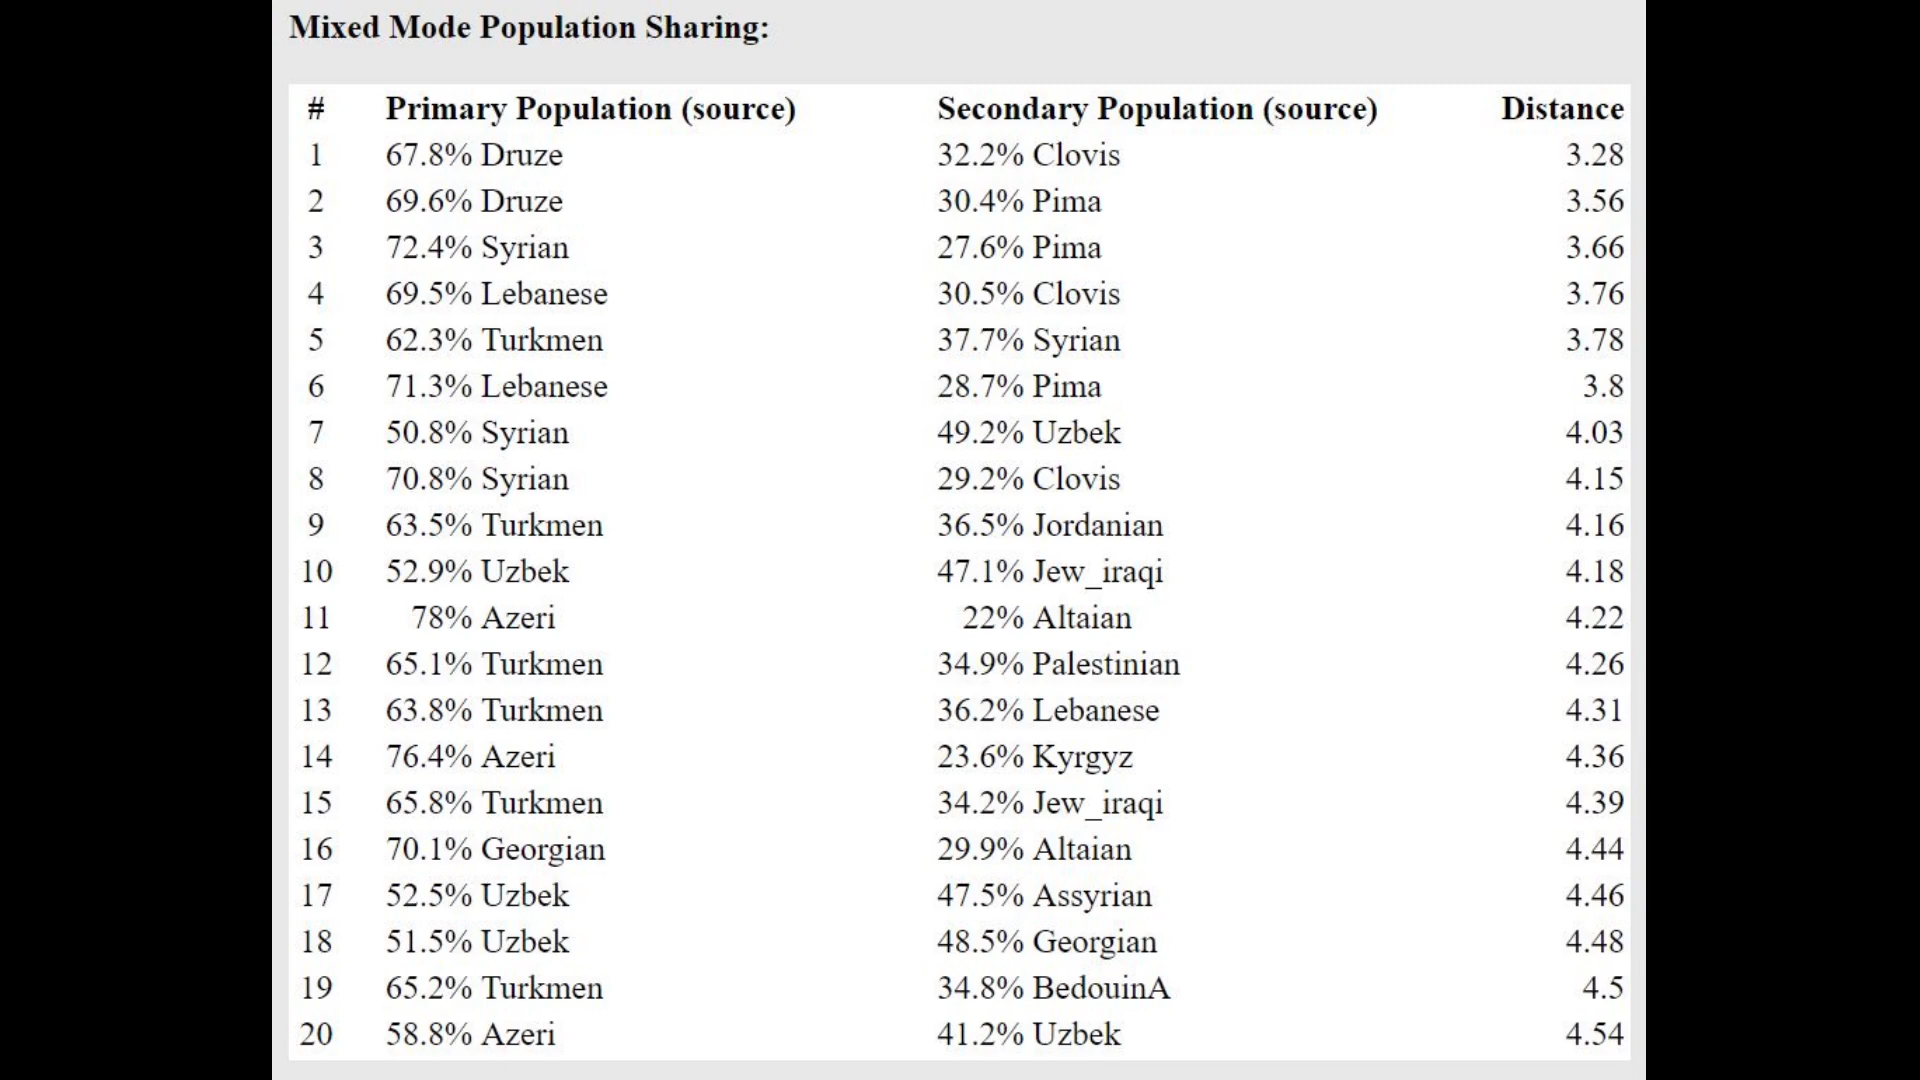 Mixed Mode Population Sharing:
# Primary Population (source) Secondary Population (source) Distance
1 67.8% Druze 32.2% Clovis 3.28
2 69.6% Druze 30.4% Pima 3.56
3 72.4% Syrian 27.6% Pima 3.66
4 69.5% Lebanese 30.5% Clovis 3.76
5 62.3% Turkmen 37.7% Syrian 3.78
6 71.3% Lebanese 28.7% Pima 3.8
7 50.8% Syrian 49.2% Uzbek 4.03
8 70.8% Syrian 29.2% Clovis 4.15
9 63.5% Turkmen 36.5% Jordanian 4.16
10 52.9% Uzbek 47.1% Jew_iraqi 4.18
11 78% Azeri 22% Altaian 4.22
12 65.1% Turkmen 34.9% Palestinian 4.26
13 63.8% Turkmen 36.2% Lebanese 4.31
14 76.4% Azeri 23.6% Kyrgyz 4.36
15 65.8% Turkmen 34.2% Jew_iraqi 4.39
16 70.1% Georgian 29.9% Altaian 4.44
17 52.5% Uzbek 47.5% Assyrian 4.46
18 51.5% Uzbek 48.5% Georgian 4.48
19 65.2% Turkmen 34.8% BedouinA 4.5
20 58.8% Azeri 41.2% Uzbek 4.54